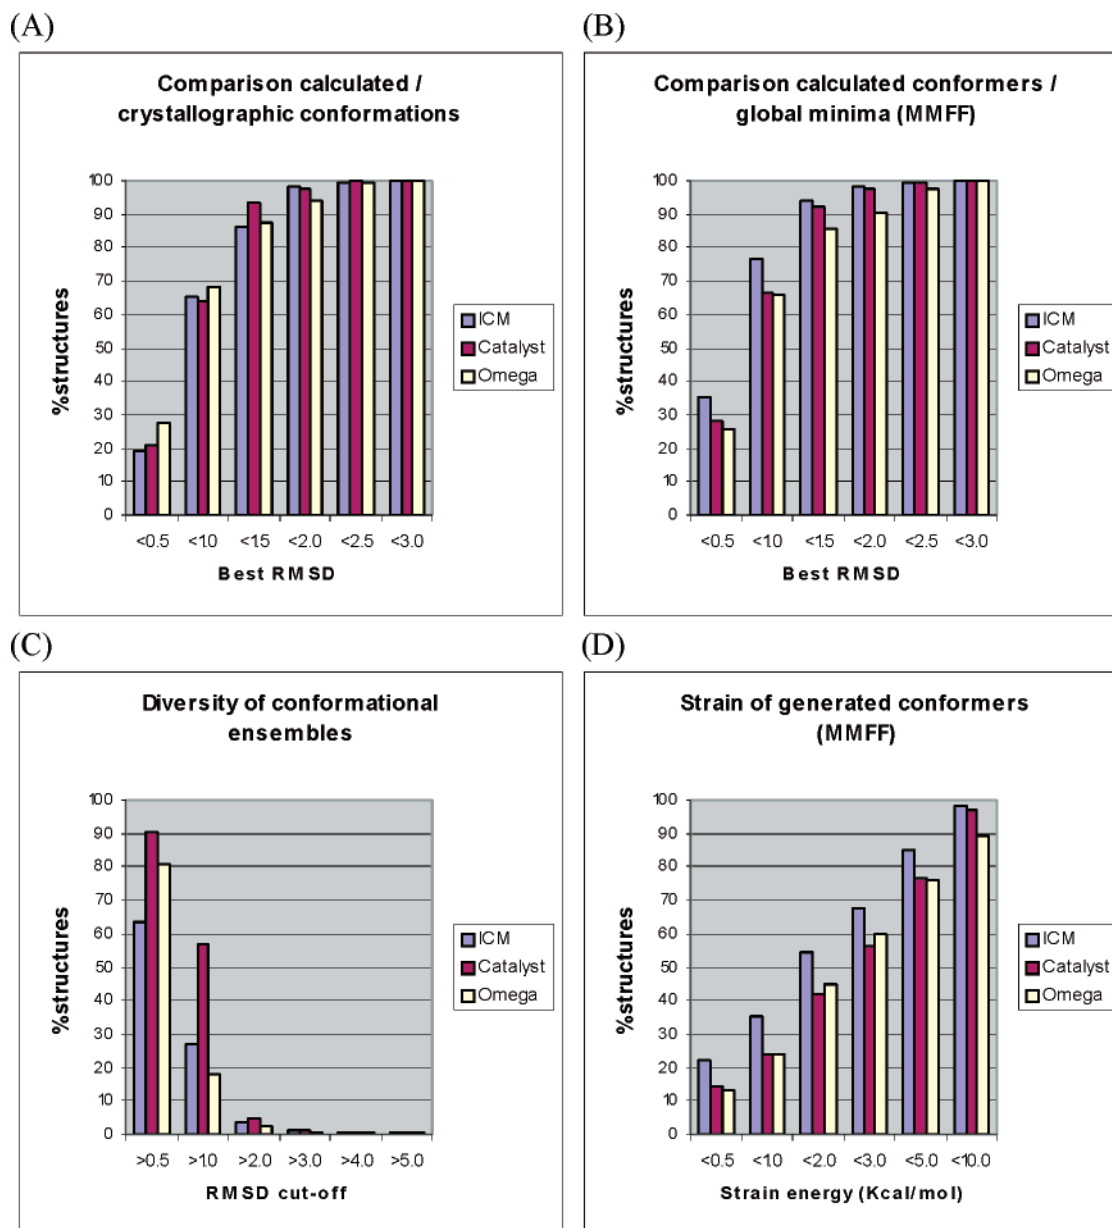 (A)
Comparison calculated /
crystallographic conformations
100
90
80
70
60
50
40
30
20
10
0
%structures
<0.5 <1.0 <1.5 <2.0 <2.5 <3.0
Best RMSD
ICM
Catalyst
Omega
(B)
Comparison calculated conformers /
global minima (MMFF)
100
90
80
70
60
50
40
30
20
10
0
%structures
<0.5 <1.0 <1.5 <2.0 <2.5 <3.0
Best RMSD
ICM
Catalyst
Omega
(C)
Diversity of conformational
ensembles
100
90
80
70
60
50
40
30
20
10
0
%structures
>0.5 >1.0 >2.0 >3.0 >4.0 >5.0
RMSD cut-off
ICM
Catalyst
Omega
(D)
Strain of generated conformers
(MMFF)
100
90
80
70
60
50
40
30
20
10
0
%structures
<0.5 <1.0 <2.0 <3.0 <5.0 <10.0
Strain energy (Kcal/mol)
ICM
Catalyst
Omega